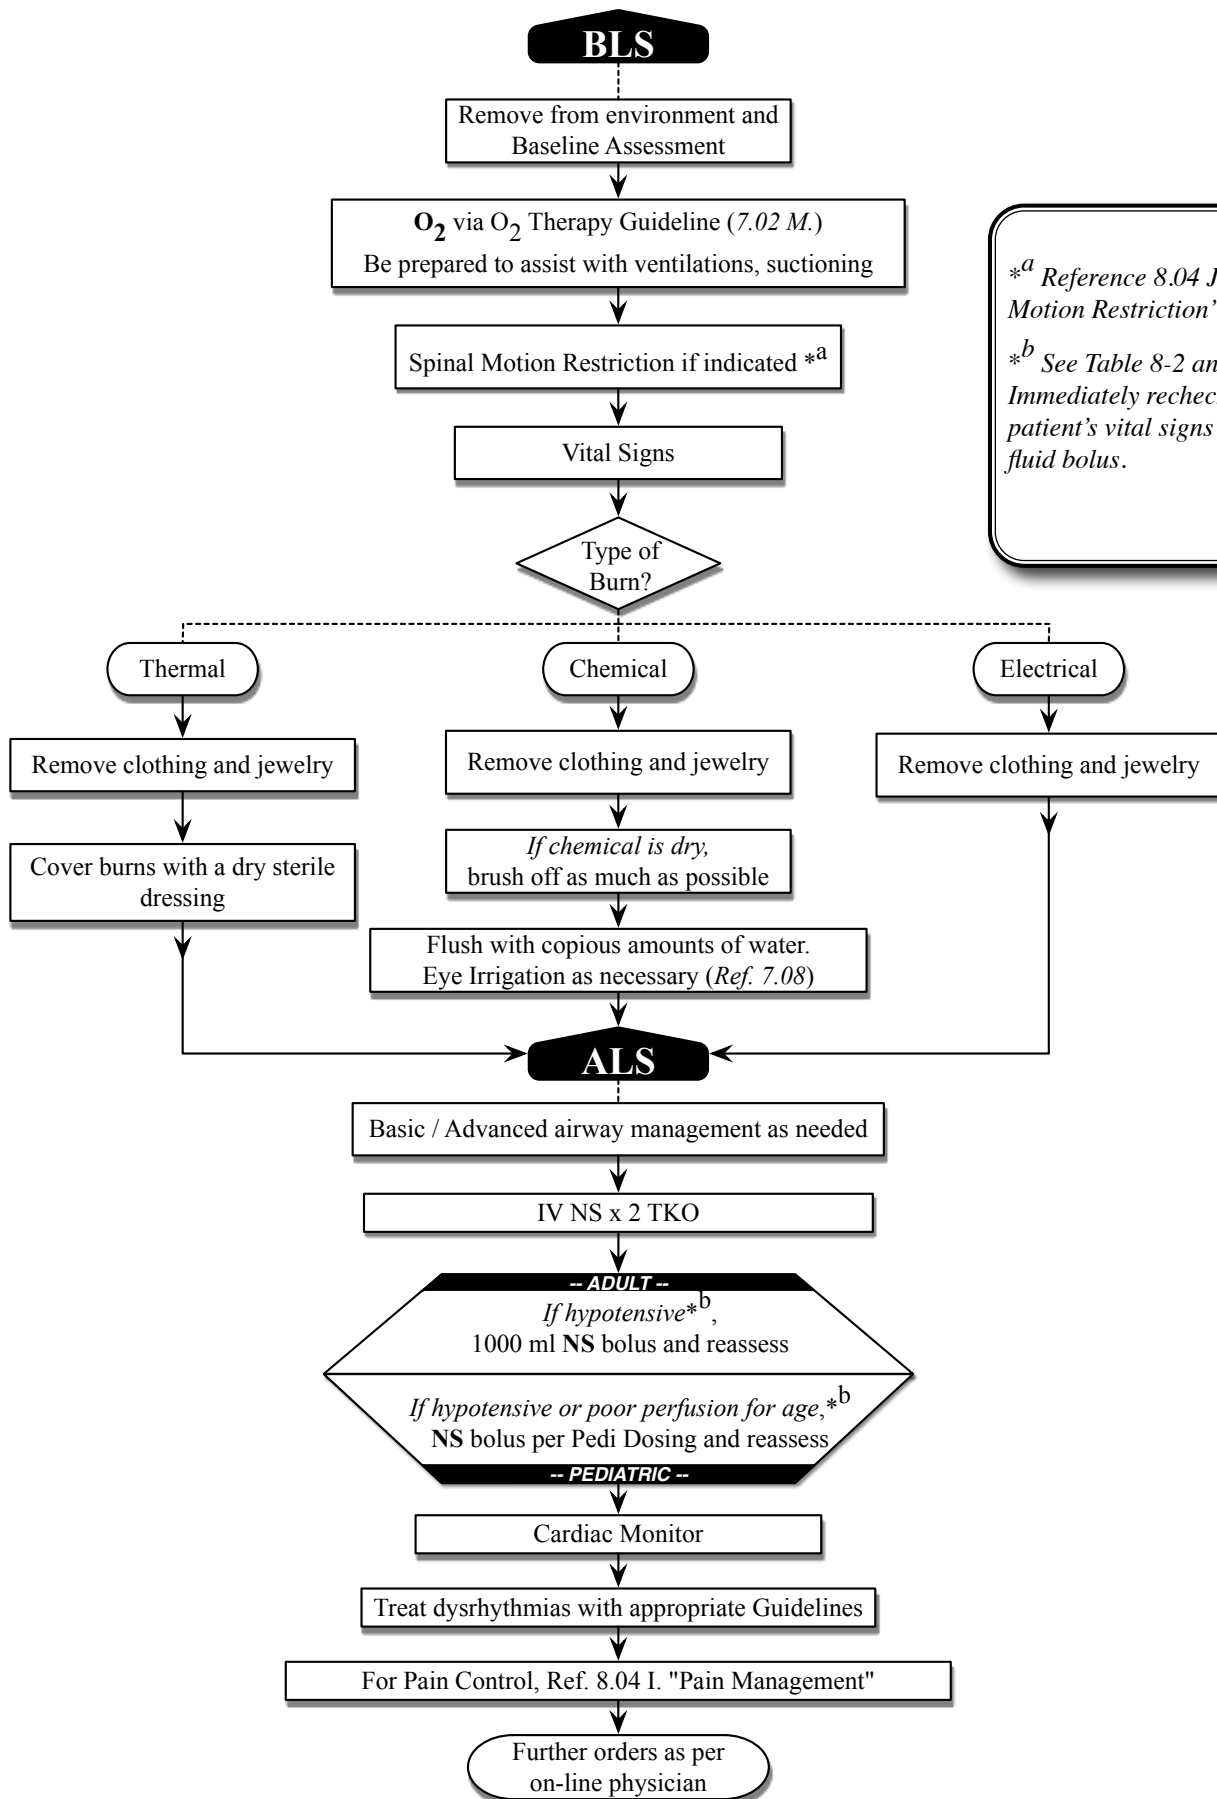 BLS
Remove from environment and
Baseline Assessment
O2 via O2 Therapy Guideline (7.02 M.)
Be prepared to assist with ventilations, suctioning
*a Reference 8.04 J
Motion Restriction"
*b See Table 8-2 an
Immediately rechec
patient's vital signs
fluid bolus.
Spinal Motion Restriction if indicated *a
Vital Signs
Type of
Burn?
Thermal
Chemical
Electrical
Remove clothing and jewelry
Remove clothing and jewelry
Remove clothing and jewelry
Cover burns with a dry sterile
dressing
If chemical is dry,
brush off as much as possible
Flush with copious amounts of water.
Eye Irrigation as necessary (Ref. 7.08)
ALS
Basic / Advanced airway management as needed
IV NS x 2 TKO
-- ADULT --
If hypotensive*b,
1000 ml NS bolus and reassess
If hypotensive or poor perfusion for age,*b
NS bolus per Pedi Dosing and reassess
-- PEDIATRIC --
Cardiac Monitor
Treat dysrhythmias with appropriate Guidelines
For Pain Control, Ref. 8.04 I. "Pain Management"
Further orders as per
on-line physician